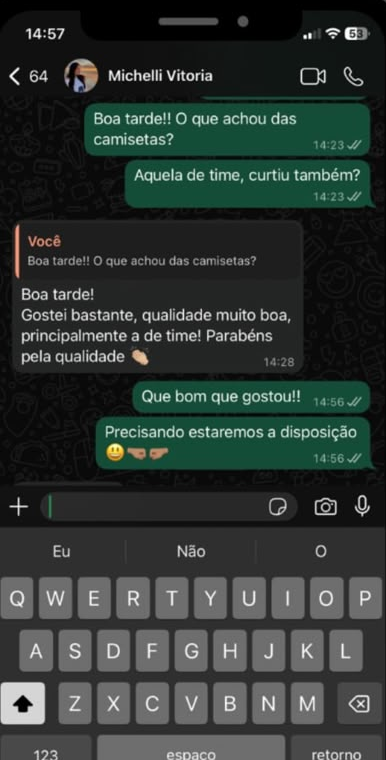 14:57
53
64
Michelli Vitoria
Boa tarde!! O que achou das
camisetas?
14:23
Aquela de time, curtiu também?
14:23
Você
Boa tarde!! O que achou das camisetas?
Boa tarde!
Gostei bastante, qualidade muito boa,
principalmente a de time! Parabéns
pela qualidade 👏🏼
14:28
Que bom que gostou!!
14:56
Precisando estaremos a disposição
😃🤜🏽🤛🏽
14:56
Eu
Não
O
Q W E R T Y U I O P
A S D F G H J K L
Z X C V B N M
123 espaço retorno